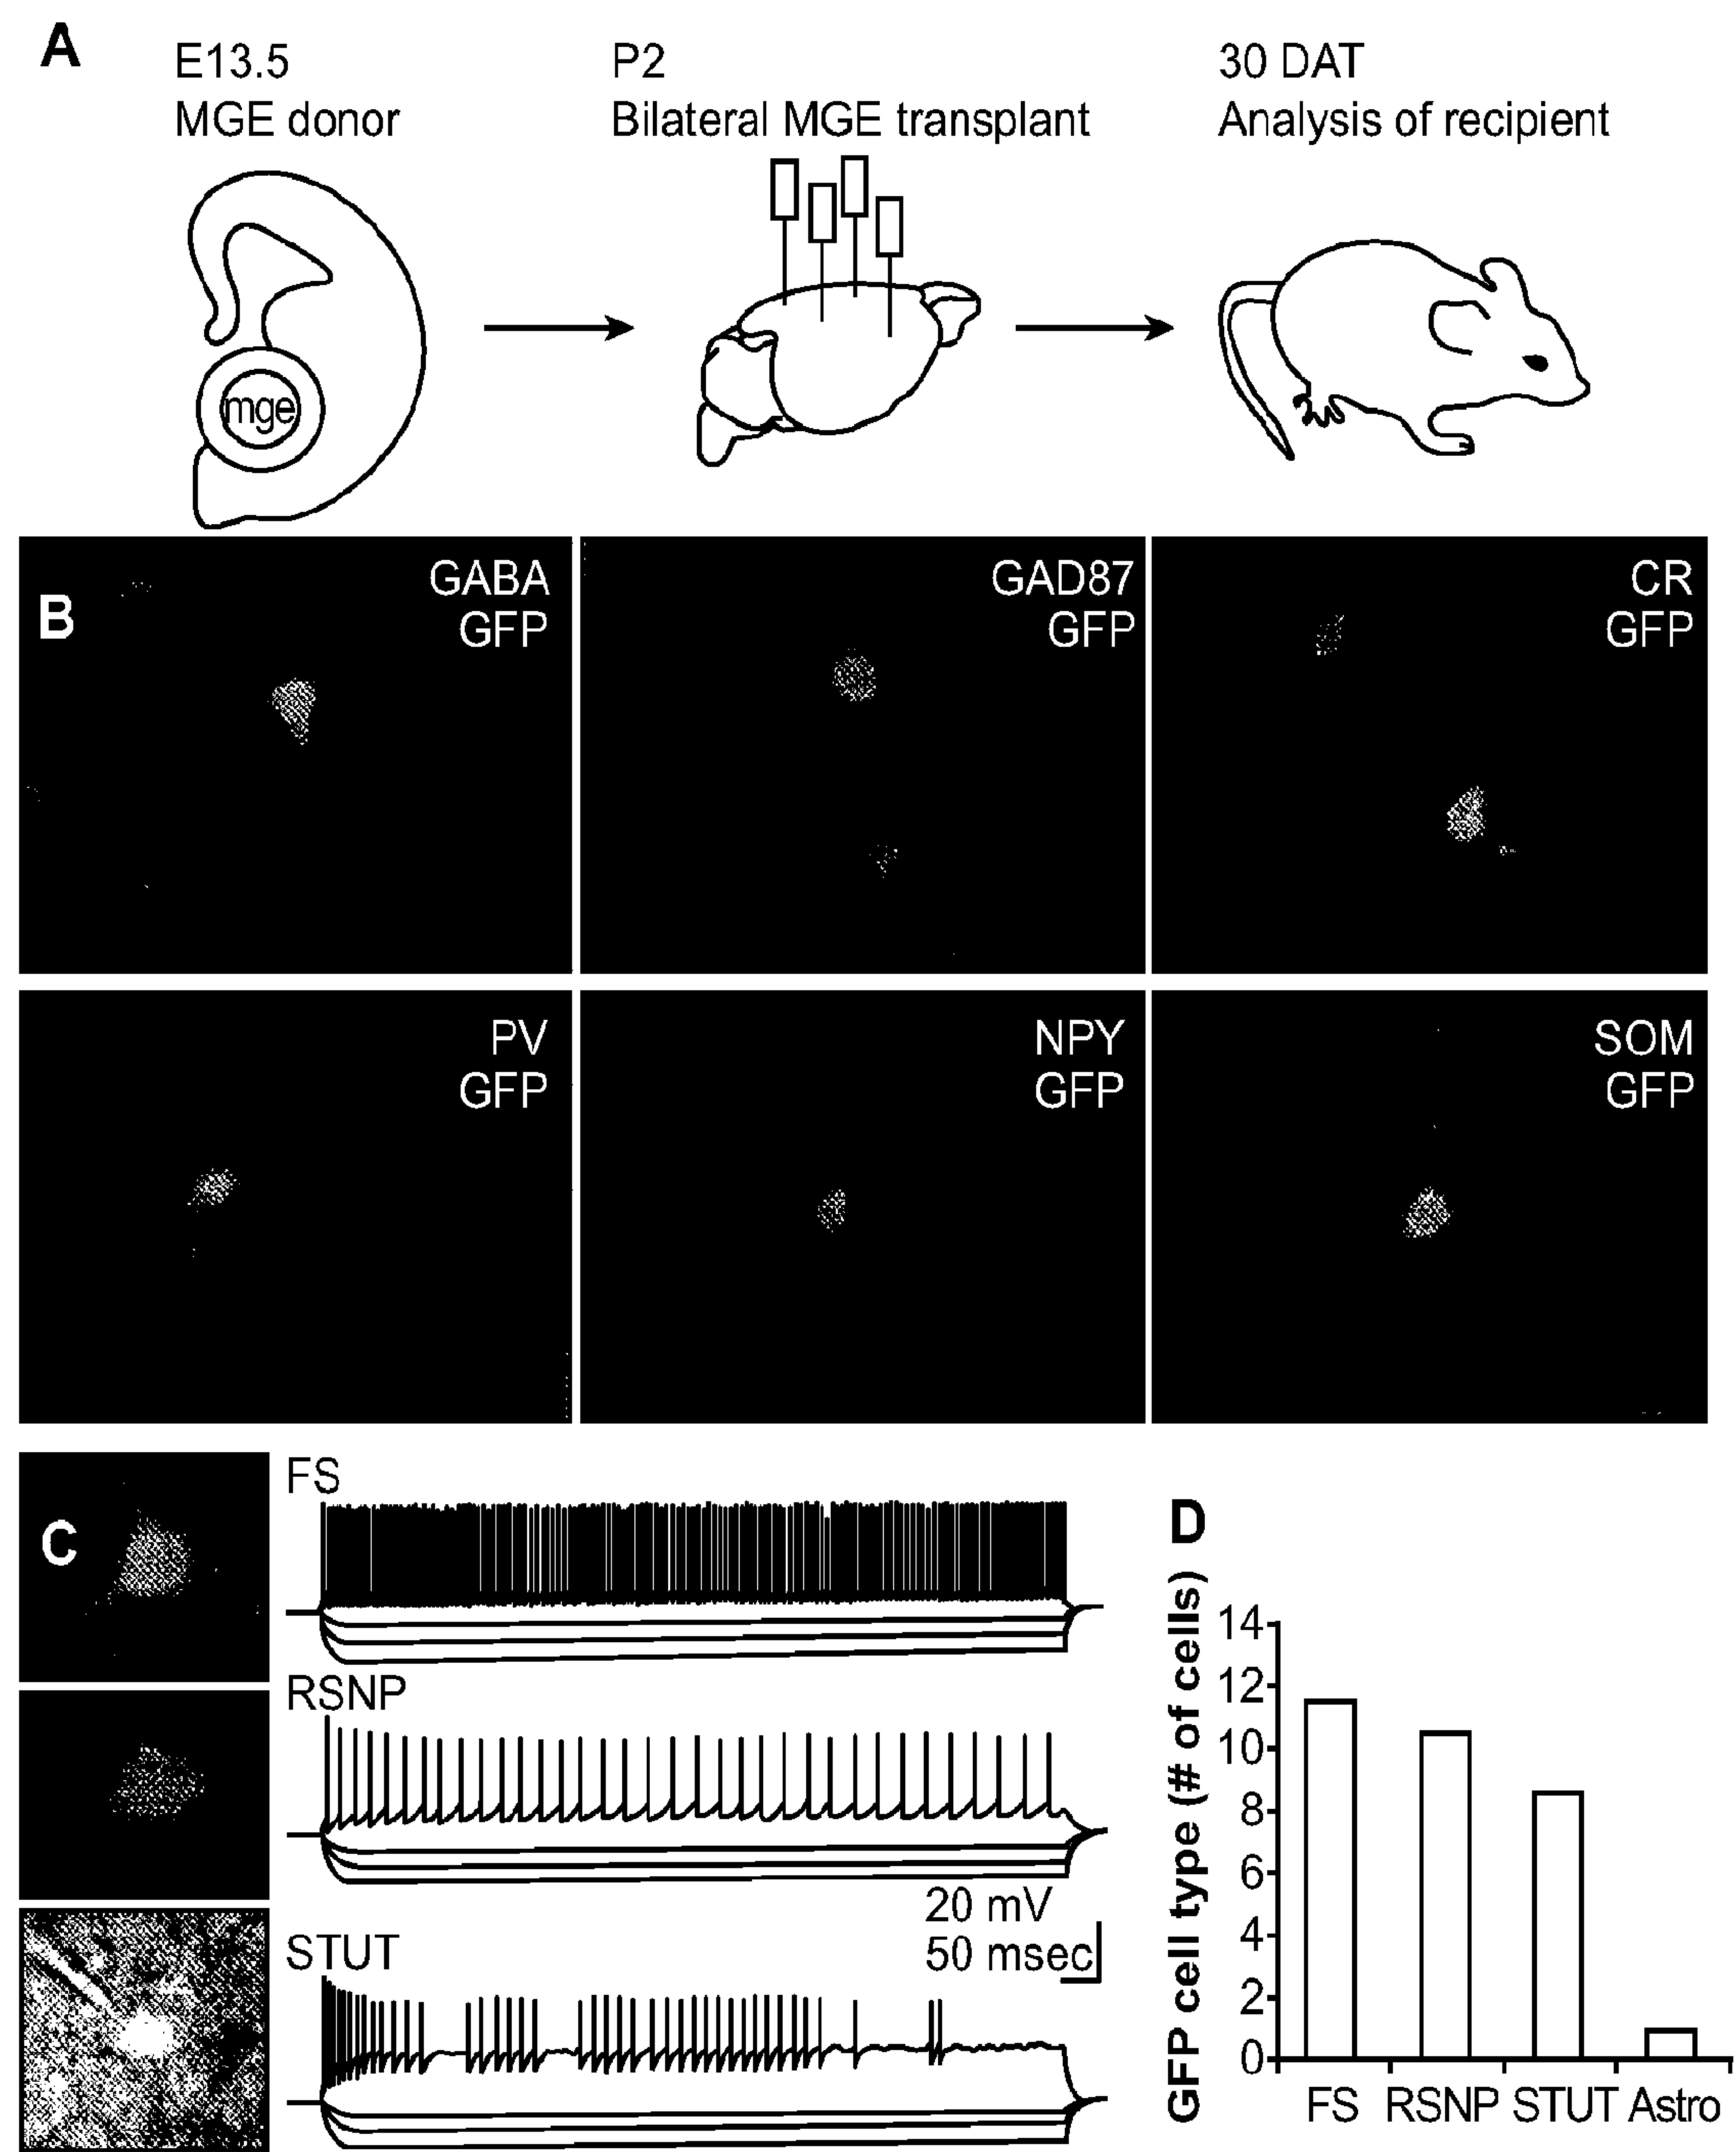 A
E13.5
MGE donor
P2
Bilateral MGE transplant
30 DAT
Analysis of recipient
mge
B
GABA
GFP
GAD87
GFP
CR
GFP
PV
GFP
NPY
GFP
SOM
GFP
C
FS
RSNP
20 mV
50 msec
STUT
D
GFP cell type (# of cells)
14
12
10
8
6
4
2
0
FS RSNP STUT Astro